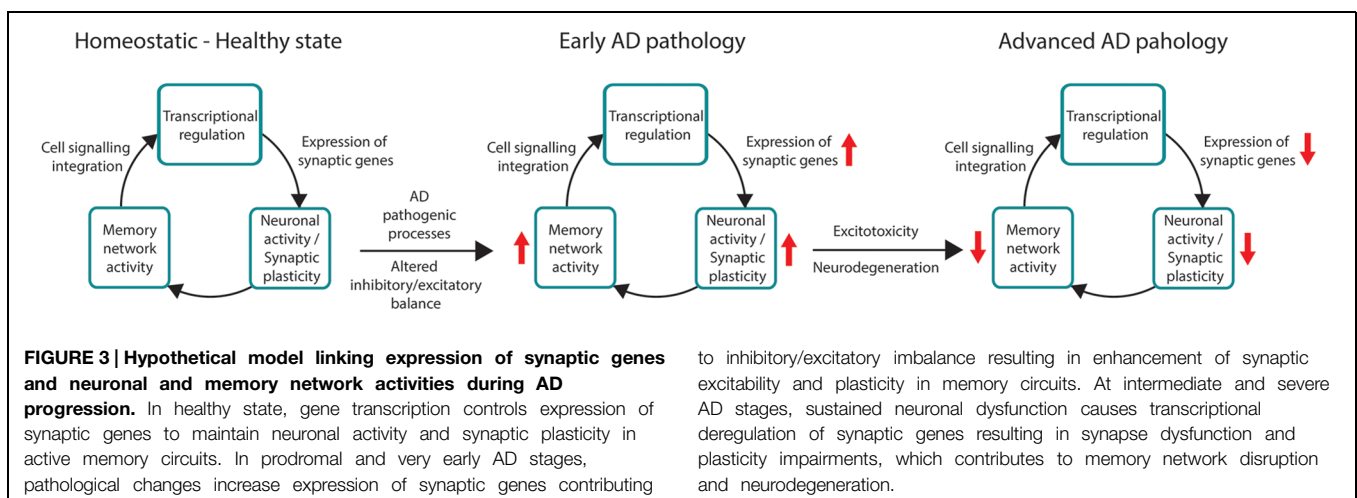 Homeostatic - Healthy state
Transcriptional
regulation
Cell signalling
integration
Expression of
synaptic genes
Memory
network
activity
Neuronal
activity /
Synaptic
plasticity
AD
pathogenic
processes
Altered
inhibitory/excitatory
balance
Early AD pathology
Transcriptional
regulation
Cell signalling
integration
Expression of
synaptic genes
Memory
network
activity
Neuronal
activity /
Synaptic
plasticity
Excitotoxicity
Neurodegeneration
Advanced AD pahology
Transcriptional
regulation
Cell signalling
integration
Expression of
synaptic genes
Memory
network
activity
Neuronal
activity /
Synaptic
plasticity
FIGURE 3 | Hypothetical model linking expression of synaptic genes
and neuronal and memory network activities during AD
progression. In healthy state, gene transcription controls expression of
synaptic genes to maintain neuronal activity and synaptic plasticity in
active memory circuits. In prodromal and very early AD stages,
pathological changes increase expression of synaptic genes contributing
to inhibitory/excitatory imbalance resulting in enhancement of synaptic
excitability and plasticity in memory circuits. At intermediate and severe
AD stages, sustained neuronal dysfunction causes transcriptional
deregulation of synaptic genes resulting in synapse dysfunction and
plasticity impairments, which contributes to memory network disruption
and neurodegeneration.